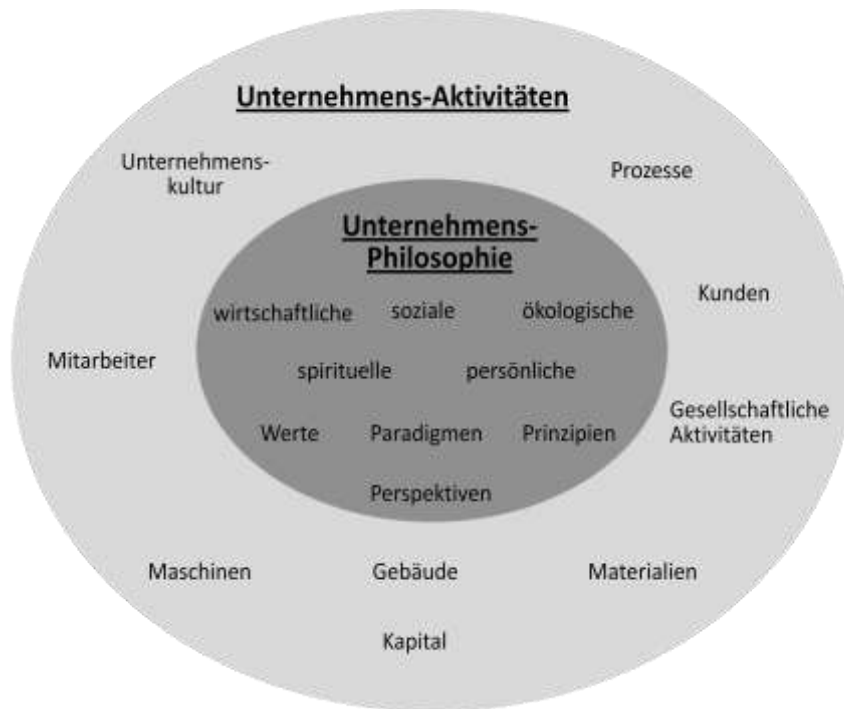 Unternehmens-Aktivitäten
Unternehmens-
kultur
Prozesse
Unternehmens-
Philosophie
Kunden
wirtschaftliche soziale ökologische
Mitarbeiter
spirituelle persönliche
Gesellschaftliche
Aktivitäten
Werte Paradigmen Prinzipien
Perspektiven
Maschinen Gebäude Materialien
Kapital